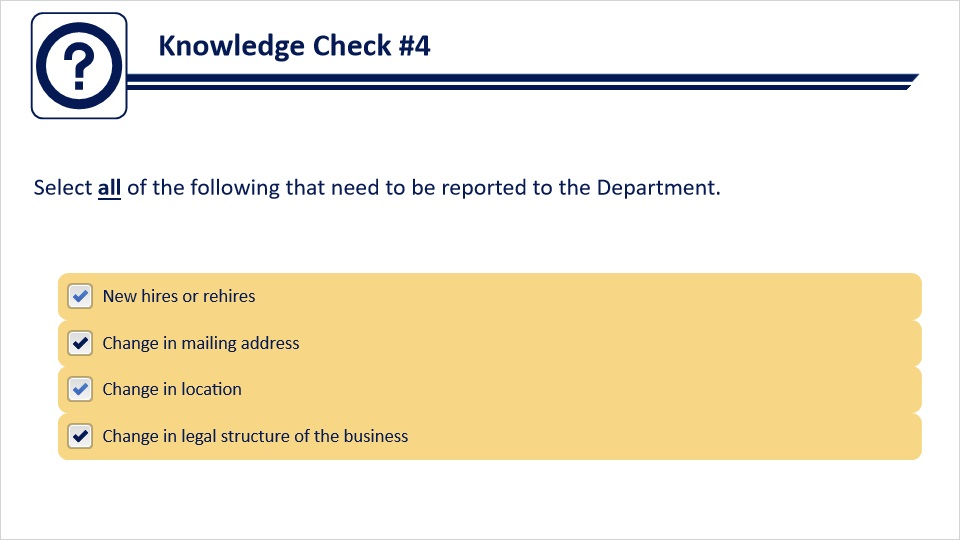 ?
Knowledge Check #4
Select all of the following that need to be reported to the Department.
New hires or rehires
Change in mailing address
Change in location
Change in legal structure of the business